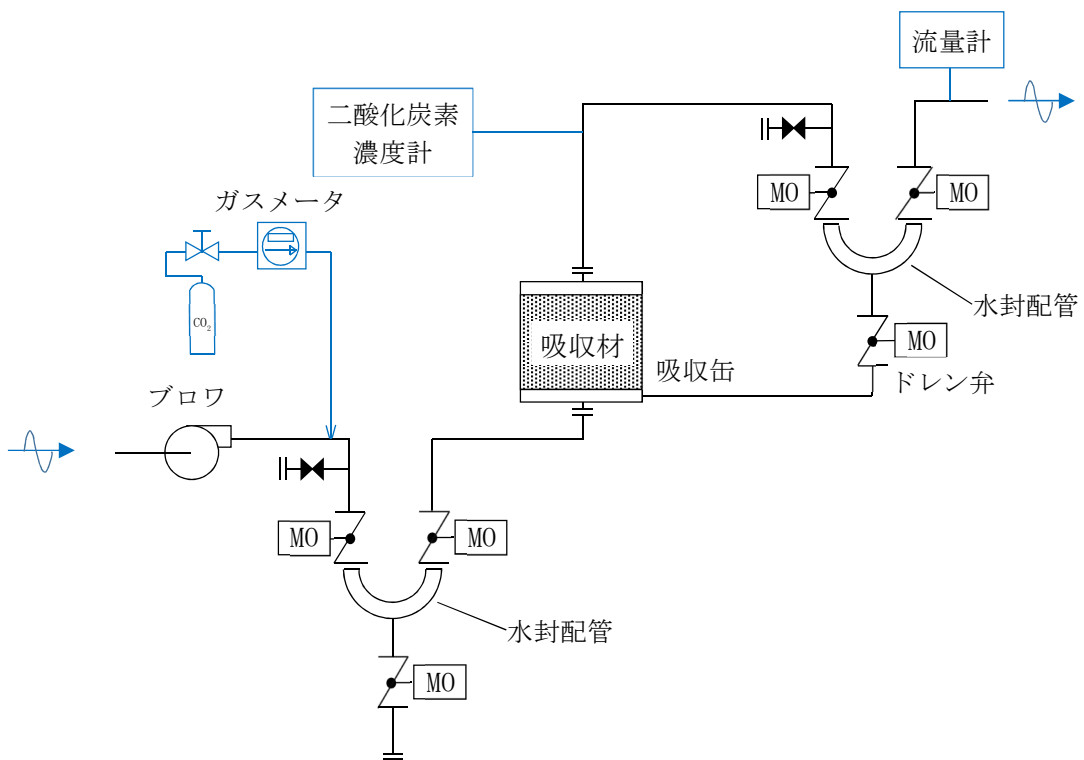 流量計
二酸化炭素
濃度計
MO
MO
ガスメータ
水封配管
CO₂
吸収材
MO
吸収缶
ドレン弁
ブロワ
MO
MO
水封配管
MO